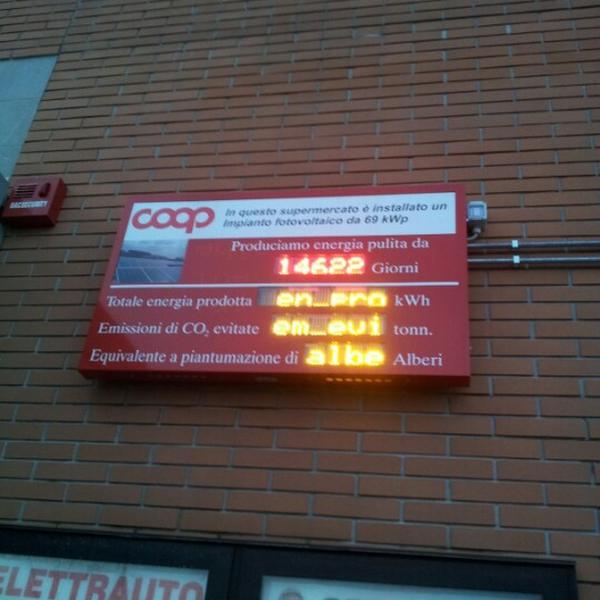 coop
In questo supermercato è installato un
Impianto fotovoltaico da 69 kWp
Produciamo energia pulita da
14622 Giorni
Totale energia prodotta en_pro kWh
Emissioni di CO2 evitate em_evi tonn.
Equivalente a piantumazione di albe Alberi
ELETTRAUTO